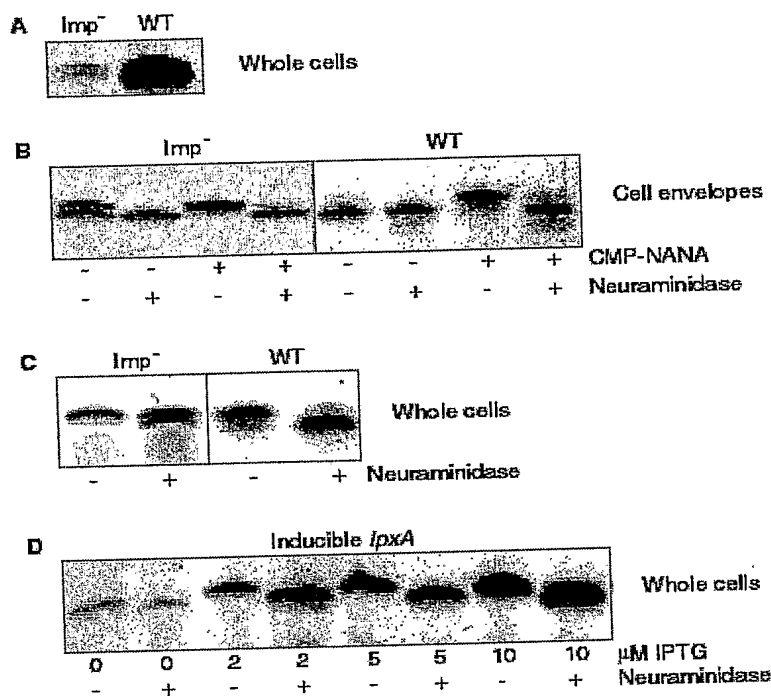 A Imp⁻ WT
Whole cells
B Imp⁻ WT
Cell envelopes
- - + + - - + + CMP-NANA
- + - + - + - + Neuraminidase
C Imp⁻ WT
Whole cells
- + - + Neuraminidase
D Inducible lpxA
Whole cells
0 0 2 2 5 5 10 10 μM IPTG
- + - + - + - + Neuraminidase